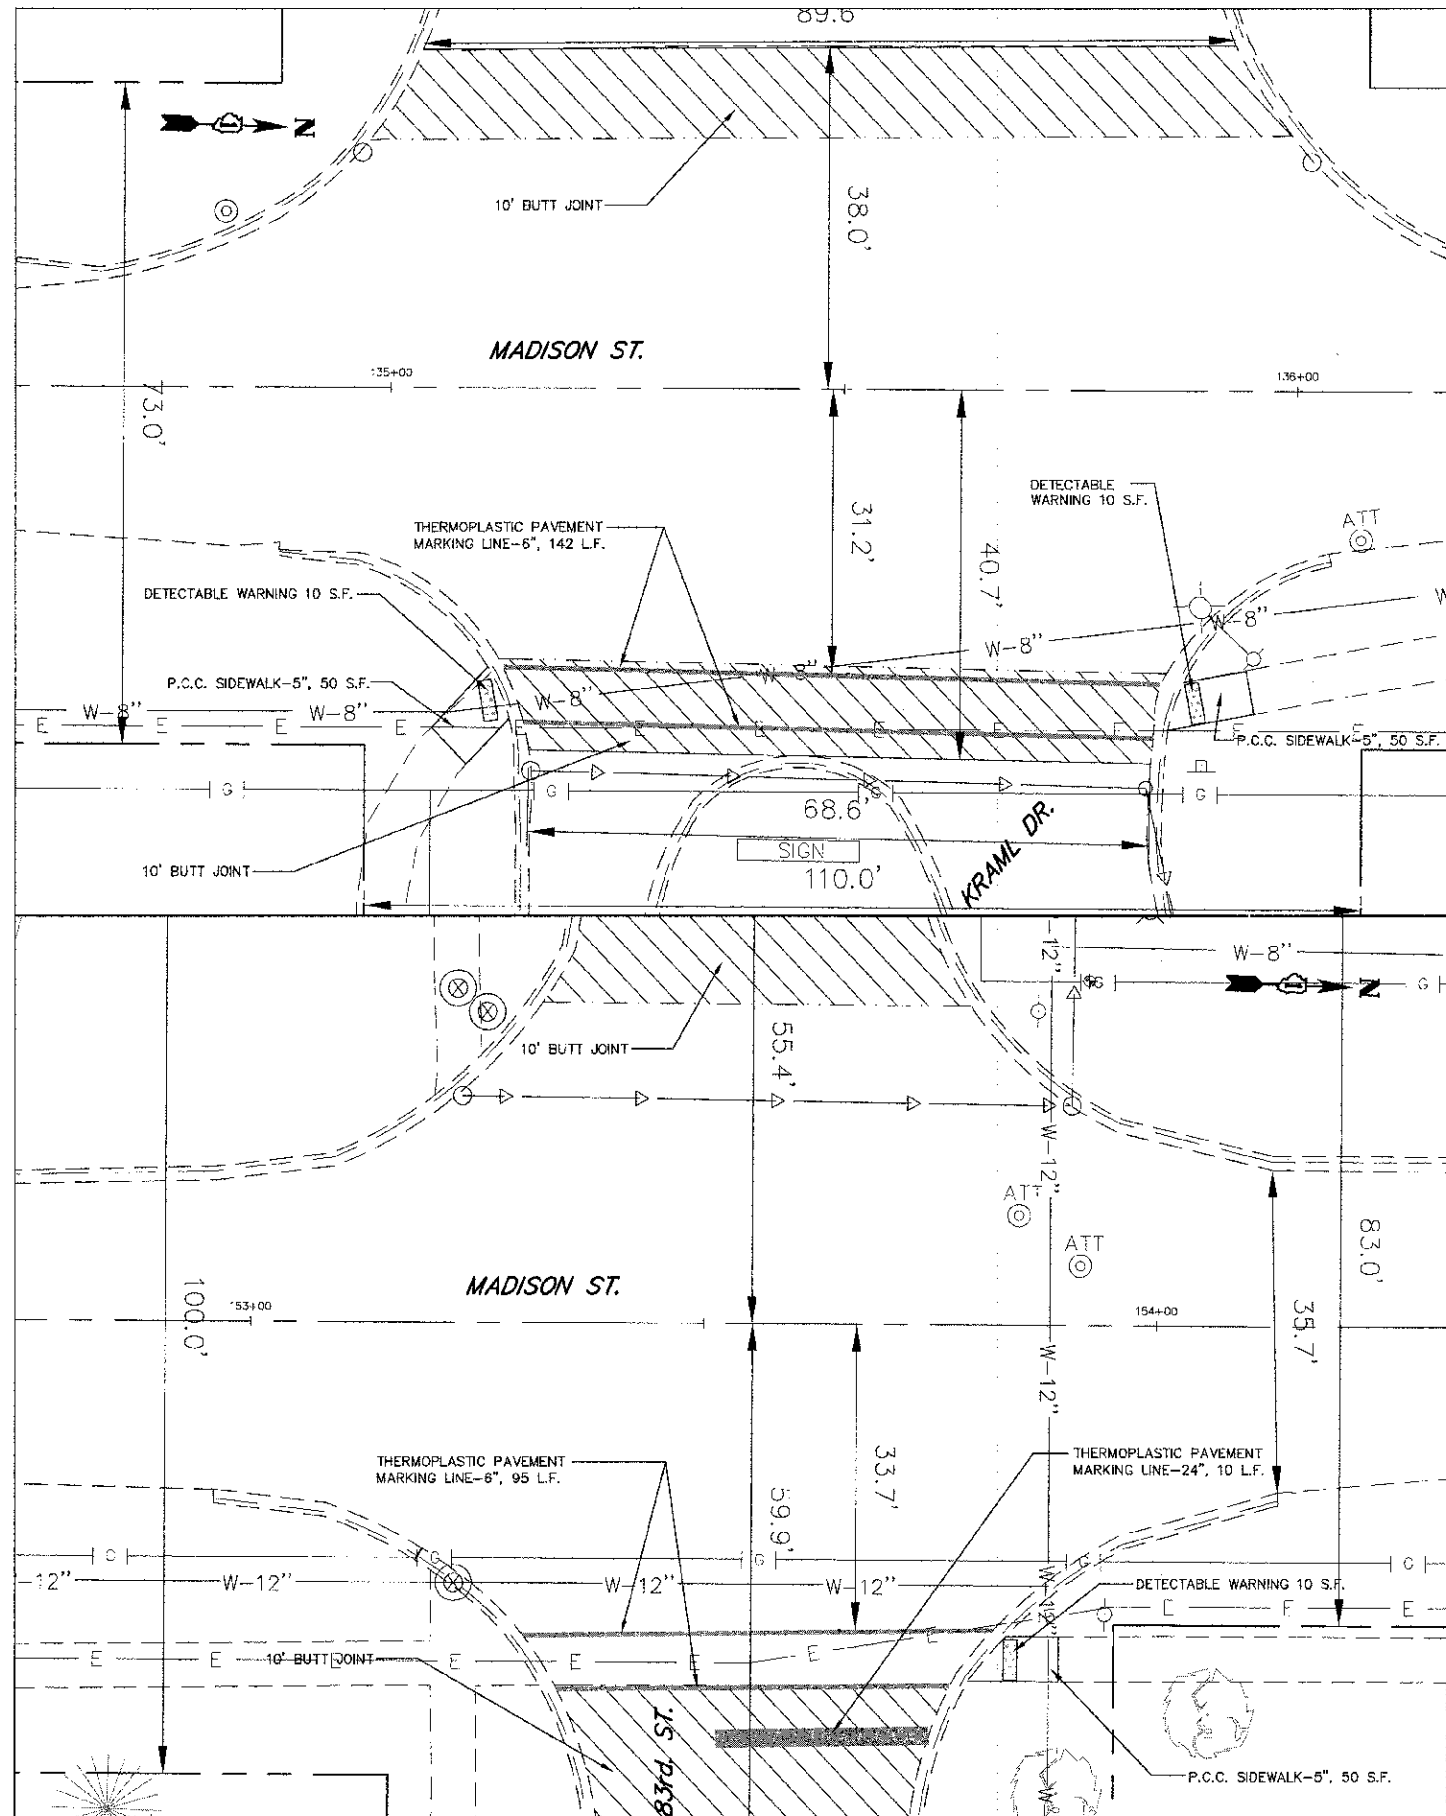 89.6
N
10' BUTT JOINT
38.0'
MADISON ST.
135+00
136+00
73.0'
DETECTABLE
WARNING 10 S.F.
THERMOPLASTIC PAVEMENT
MARKING LINE-6", 142 L.F.
31.2'
40.7'
ATT
DETECTABLE WARNING 10 S.F.
W-8"
W-8"
W
P.C.C. SIDEWALK-5", 50 S.F.
W-8"
W-8"
W-8"
W-8"
E E E E E E E E E E E
P.C.C. SIDEWALK-5", 50 S.F.
G G G G
68.6'
SIGN
110.0'
KRAML DR.
10' BUTT JOINT
-12"
W-8"
G G
N
10' BUTT JOINT
55.4'
W-12"
ATT
ATT
83.0'
MADISON ST.
153+00
154+00
100.0'
35.7'
W-12"
THERMOPLASTIC PAVEMENT
MARKING LINE-6", 95 L.F.
THERMOPLASTIC PAVEMENT
MARKING LINE-24", 10 L.F.
33.7'
59.9'
G G G G G
-12" W-12" W-12" W-12"
DETECTABLE WARNING 10 S.F.
E E E
E E E E E E E E
10' BUTT JOINT
83rd. ST.
P.C.C. SIDEWALK-5", 50 S.F.